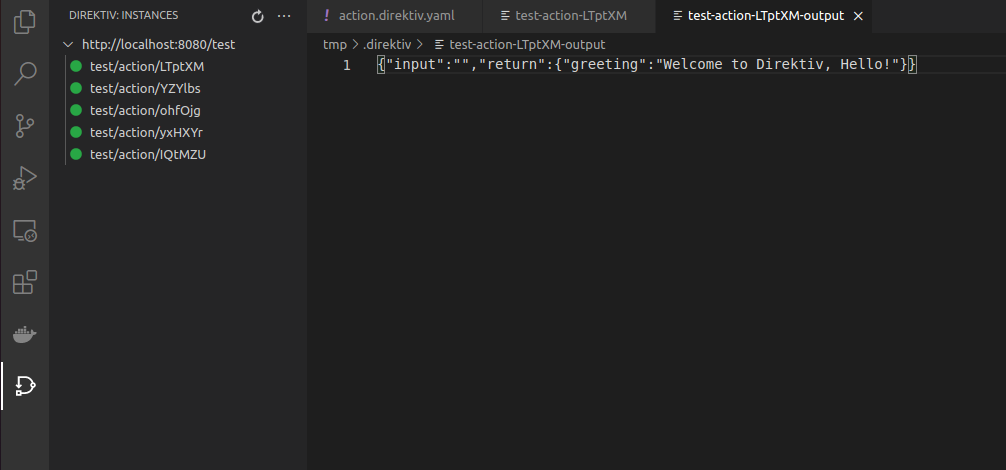 DIREKTIV: INSTANCES
http://localhost:8080/test
test/action/LTptXM
test/action/YZYlbs
test/action/ohfOjg
test/action/yxHXYr
test/action/IQtMZU
! action.direktiv.yaml
test-action-LTptXM
test-action-LTptXM-output
tmp > .direktiv > test-action-LTptXM-output
1 {"input":"","return":{"greeting":"Welcome to Direktiv, Hello!"}}